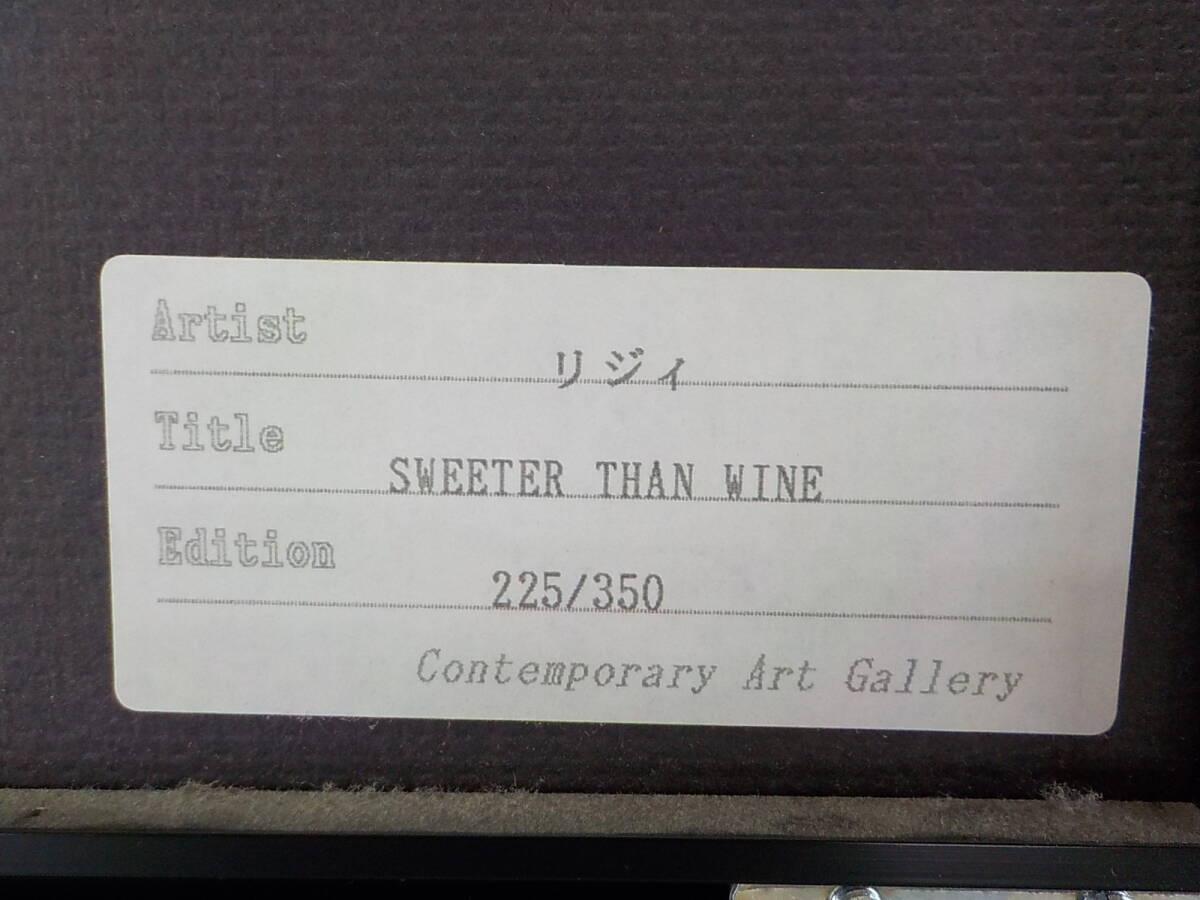 Artist
リジィ
Title
SWEETER THAN WINE
Edition
225/350
Contemporary Art Gallery